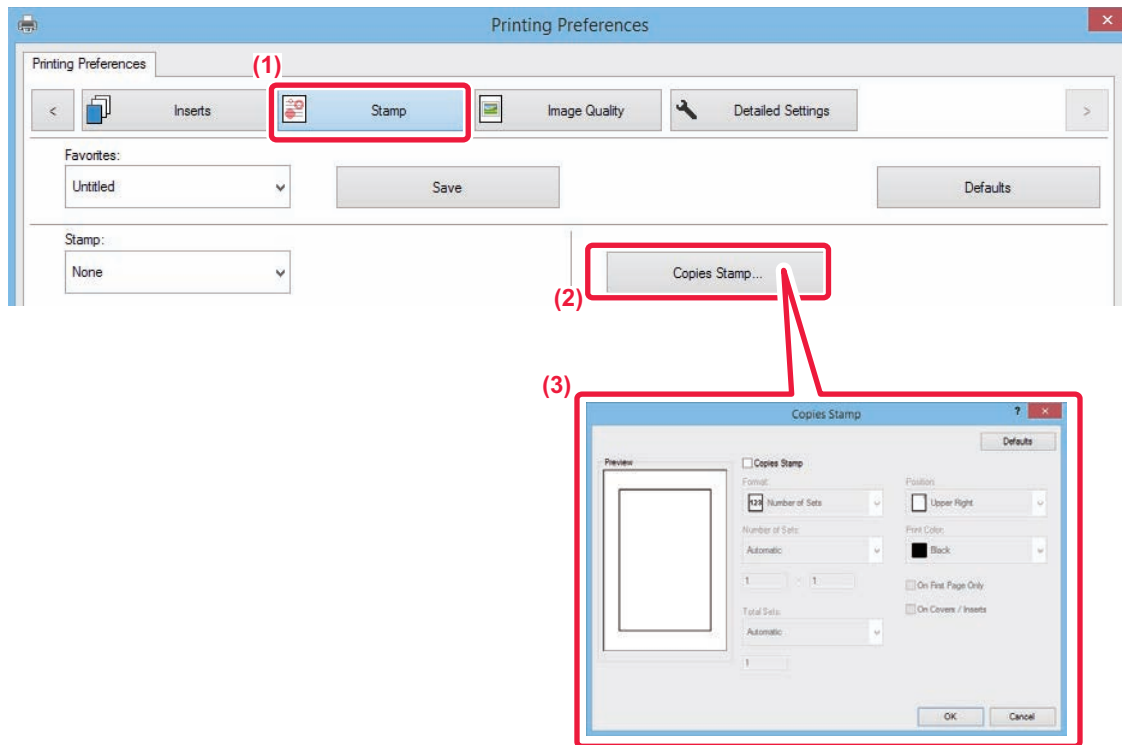 Printing Preferences
Printing Preferences
(1)
< Inserts Stamp Image Quality Detailed Settings >
Favorites:
Untitled Save Defaults
Stamp:
None Copies Stamp...
(2)
(3)
Copies Stamp ?
Defaults
Preview Copies Stamp
Format: Position:
123 Number of Sets Upper Right
Number of Sets: Print Color:
Automatic Black
1 - 1 On First Page Only
Total Sets: On Covers / Inserts
Automatic
1
OK Cancel